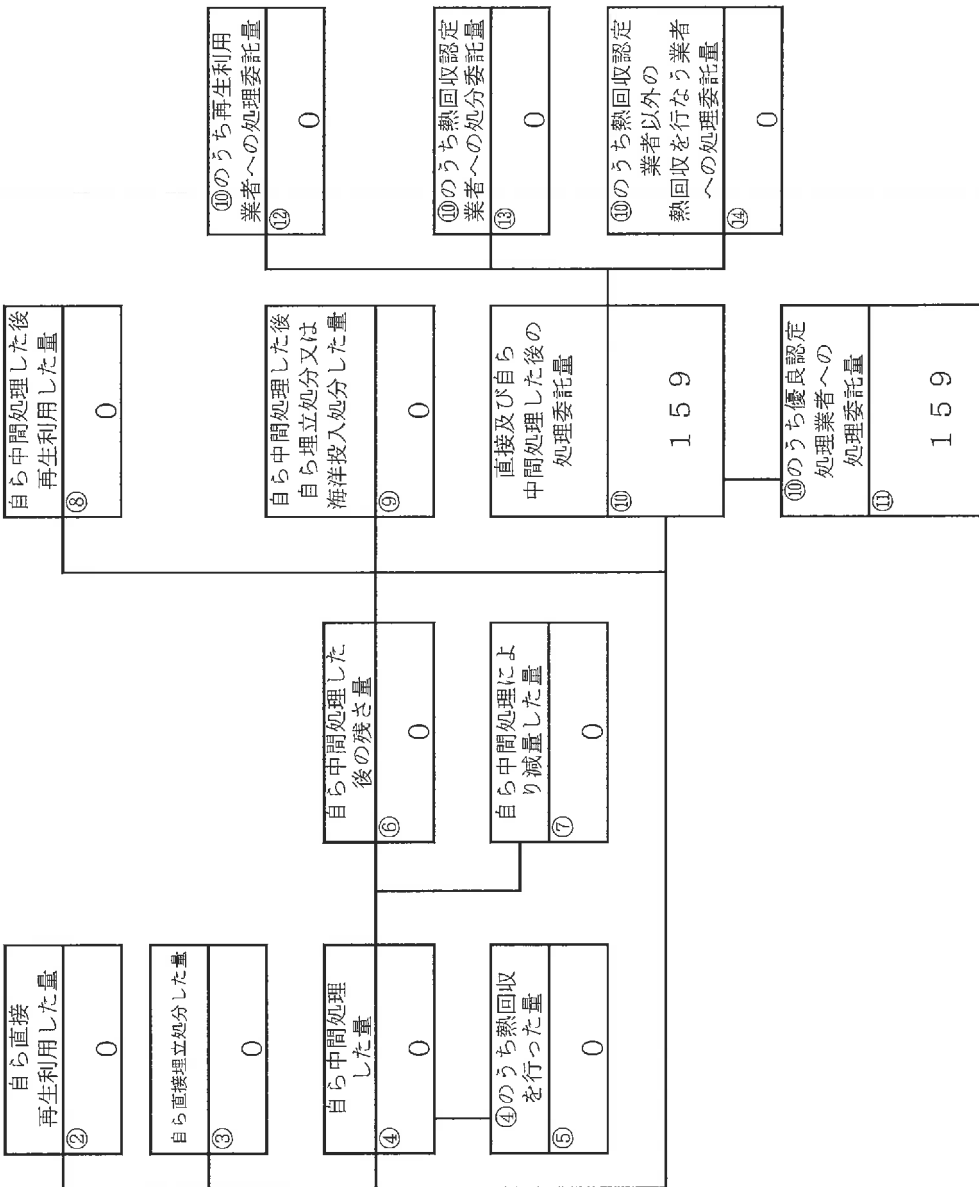 自ら直接
再生利用した量
②
0
自ら直接埋立処分した量
③
0
自ら中間処理
した量
④
0
④のうち熱回収
を行った量
⑤
0
自ら中間処理した
後の残さ量
⑥
0
自ら中間処理によ
り減量した量
⑦
0
自ら中間処理した後
再生利用した量
⑧
0
自ら中間処理した後
自ら埋立処分又は
海洋投入処分した量
⑨
0
直接及び自ら
中間処理した後の
処理委託量
⑩
159
⑩のうち優良認定
処理業者への
処理委託量
⑪
159
⑩のうち再生利用
業者への処理委託量
⑫
0
⑩のうち熱回収認定
業者への処分委託量
⑬
0
⑩のうち熱回収認定
業者以外の
熱回収を行なう業者
への処理委託量
⑭
0